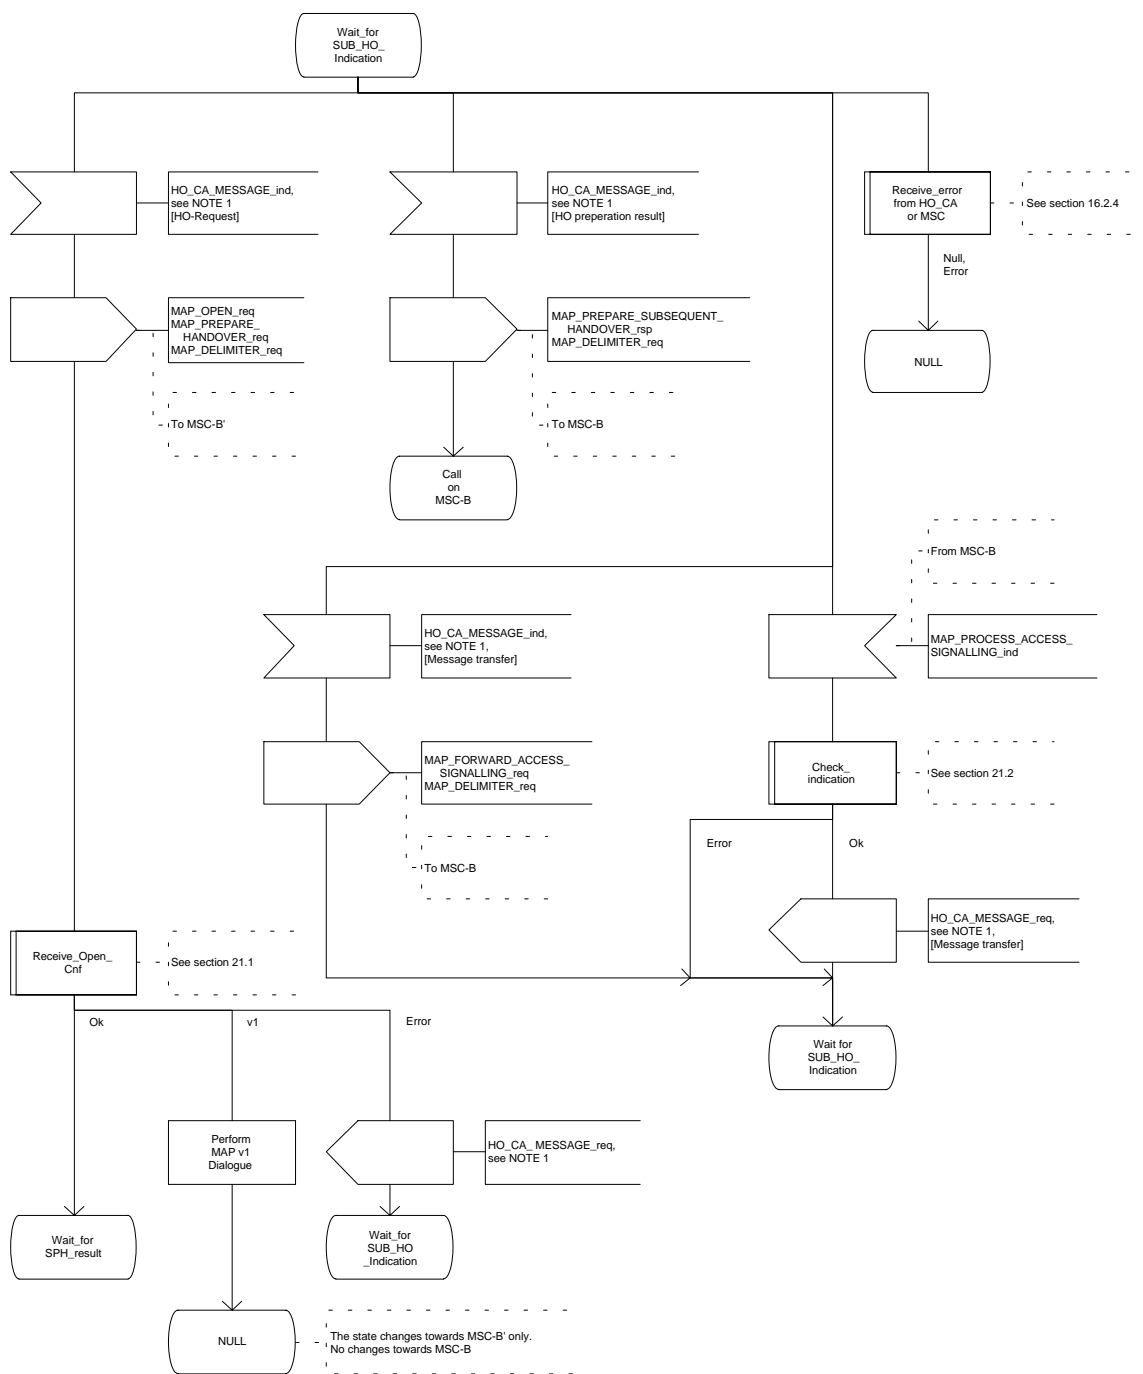 Wait_for
SUB_HO_
Indication
HO_CA_MESSAGE_ind,
see NOTE 1
[HO-Request]
HO_CA_MESSAGE_ind,
see NOTE 1
[HO preperation result]
Receive_error
from HO_CA
or MSC
See section 16.2.4
Null,
Error
MAP_OPEN_req
MAP_PREPARE_
HANDOVER_req
MAP_DELIMITER_req
MAP_PREPARE_SUBSEQUENT_
HANDOVER_rsp
MAP_DELIMITER_req
NULL
To MSC-B'
To MSC-B
Call
on
MSC-B
From MSC-B
HO_CA_MESSAGE_ind,
see NOTE 1,
[Message transfer]
MAP_PROCESS_ACCESS_
SIGNALLING_ind
MAP_FORWARD_ACCESS_
SIGNALLING_req
MAP_DELIMITER_req
Check_
indication
See section 21.2
Error
Ok
To MSC-B
HO_CA_MESSAGE_req,
see NOTE 1,
[Message transfer]
Receive_Open_
Cnf
See section 21.1
Ok
v1
Error
Wait for
SUB_HO_
Indication
Perform
MAP v1
Dialogue
HO_CA_ MESSAGE_req,
see NOTE 1
Wait_for
SPH_result
Wait_for
SUB_HO
_Indication
NULL
The state changes towards MSC-B' only.
No changes towards MSC-B